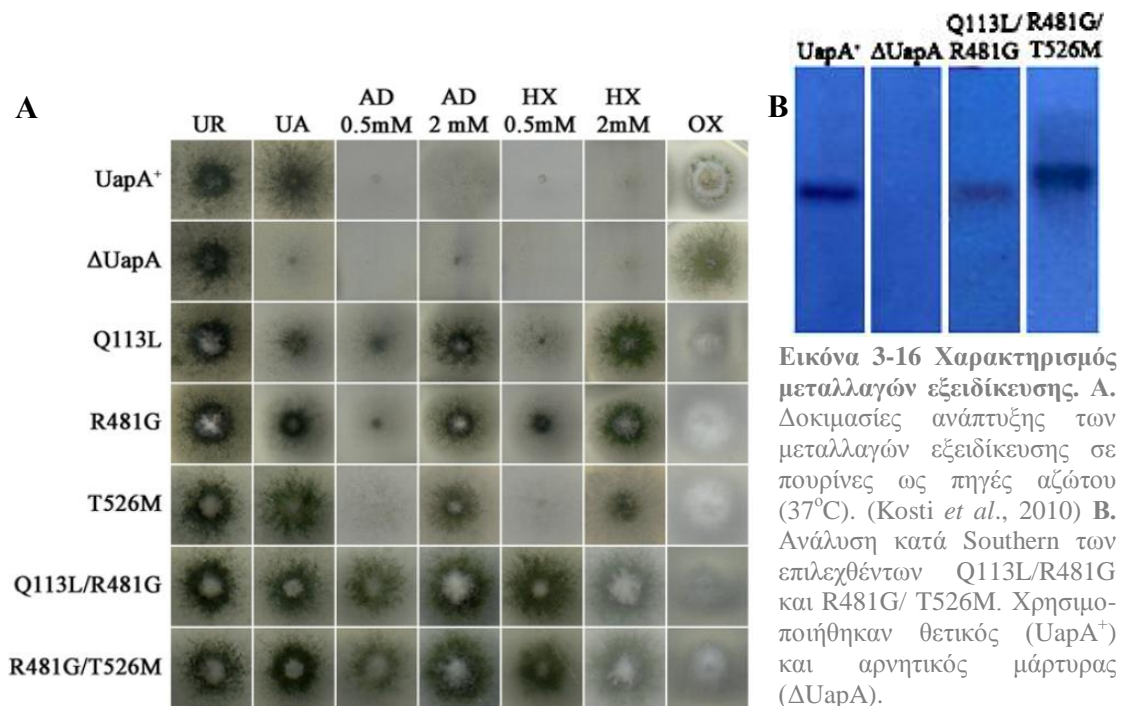 A
AD AD HX HX
UR UA 0.5mM 2 mM 0.5mM 2mM OX
UapA⁺
ΔUapA
Q113L
R481G
T526M
Q113L/R481G
R481G/T526M
B
Q113L/ R481G/
UapA⁺ ΔUapA R481G T526M
Εικόνα 3-16 Χαρακτηρισμός
μεταλλαγών εξειδίκευσης. A.
Δοκιμασίες ανάπτυξης των
μεταλλαγών εξειδίκευσης σε
πουρίνες ως πηγές αζώτου
(37°C). (Kosti et al., 2010) B.
Ανάλυση κατά Southern των
επιλεχθέντων Q113L/R481G
και R481G/ T526M. Χρησιμο-
ποιήθηκαν θετικός (UapA⁺)
και αρνητικός μάρτυρας
(ΔUapA).